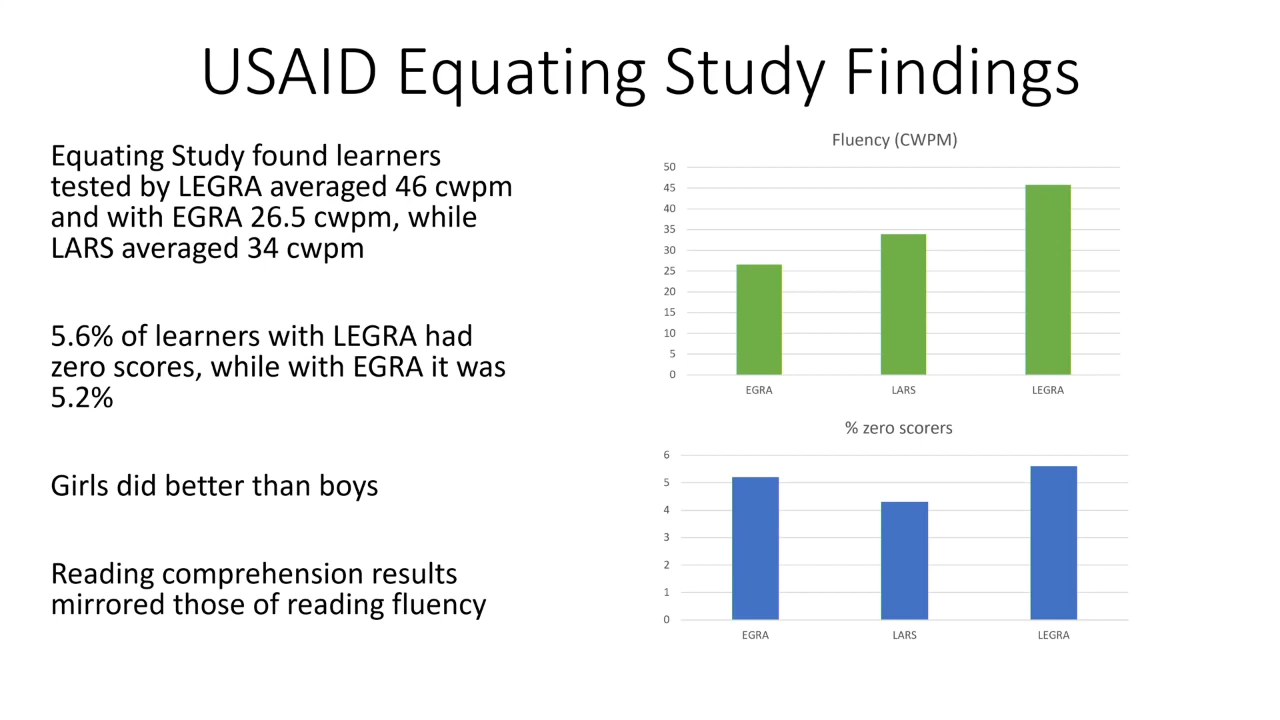 USAID Equating Study Findings
Equating Study found learners
tested by LEGRA averaged 46 cwpm
and with EGRA 26.5 cwpm, while
LARS averaged 34 cwpm
5.6% of learners with LEGRA had
zero scores, while with EGRA it was
5.2%
Girls did better than boys
Reading comprehension results
mirrored those of reading fluency
Fluency (CWPM)
50
45
40
35
30
25
20
15
10
5
0
EGRA LARS LEGRA
% zero scorers
6
5
4
3
2
1
0
EGRA LARS LEGRA